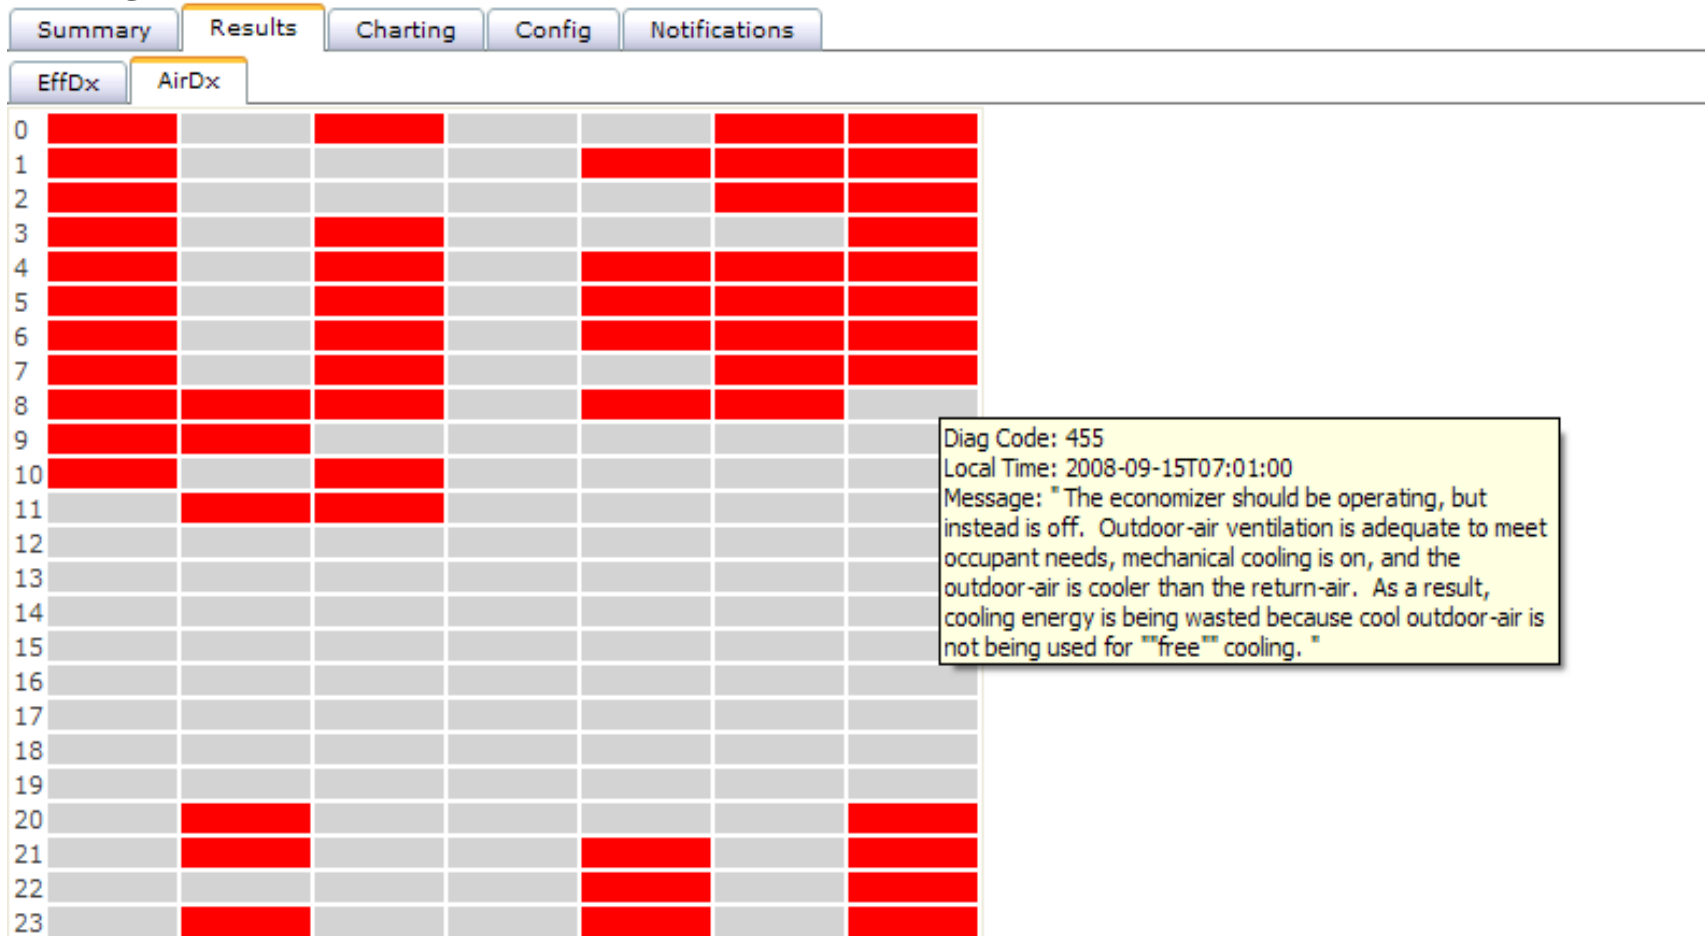 Summary Results Charting Config Notifications
EffDx AirDx
0
1
2
3
4
5
6
7
8
9
10
11
12
13
14
15
16
17
18
19
20
21
22
23
Diag Code: 455
Local Time: 2008-09-15T07:01:00
Message: " The economizer should be operating, but
instead is off.  Outdoor-air ventilation is adequate to meet
occupant needs, mechanical cooling is on, and the
outdoor-air is cooler than the return-air.  As a result,
cooling energy is being wasted because cool outdoor-air is
not being used for ""free"" cooling. "